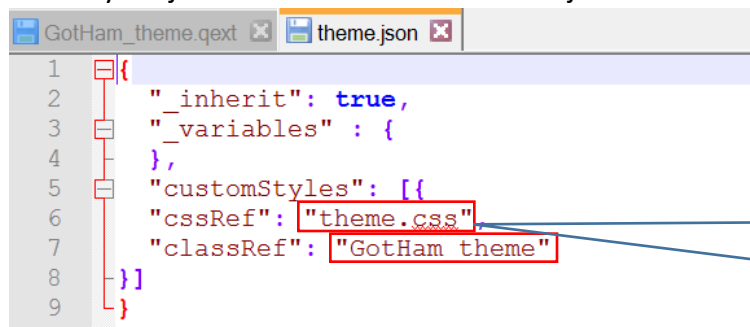 GotHam_theme.qext theme.json
1 {
2 "_inherit": true,
3 "_variables" : {
4 },
5 "customStyles": [{
6 "cssRef": "theme.css",
7 "classRef": "GotHam theme"
8 }]
9 }